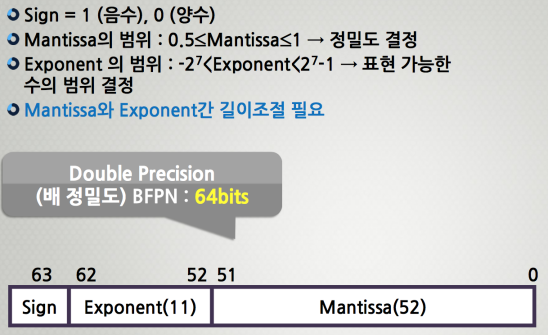 Sign = 1 (음수), 0 (양수)
Mantissa의 범위 : 0.5≤Mantissa≤1 → 정밀도 결정
Exponent 의 범위 : -2⁷<Exponent<2⁷-1 → 표현 가능한
수의 범위 결정
Mantissa와 Exponent간 길이조절 필요
Double Precision
(배 정밀도) BFPN : 64bits
63 62 52 51 0
Sign Exponent(11) Mantissa(52)